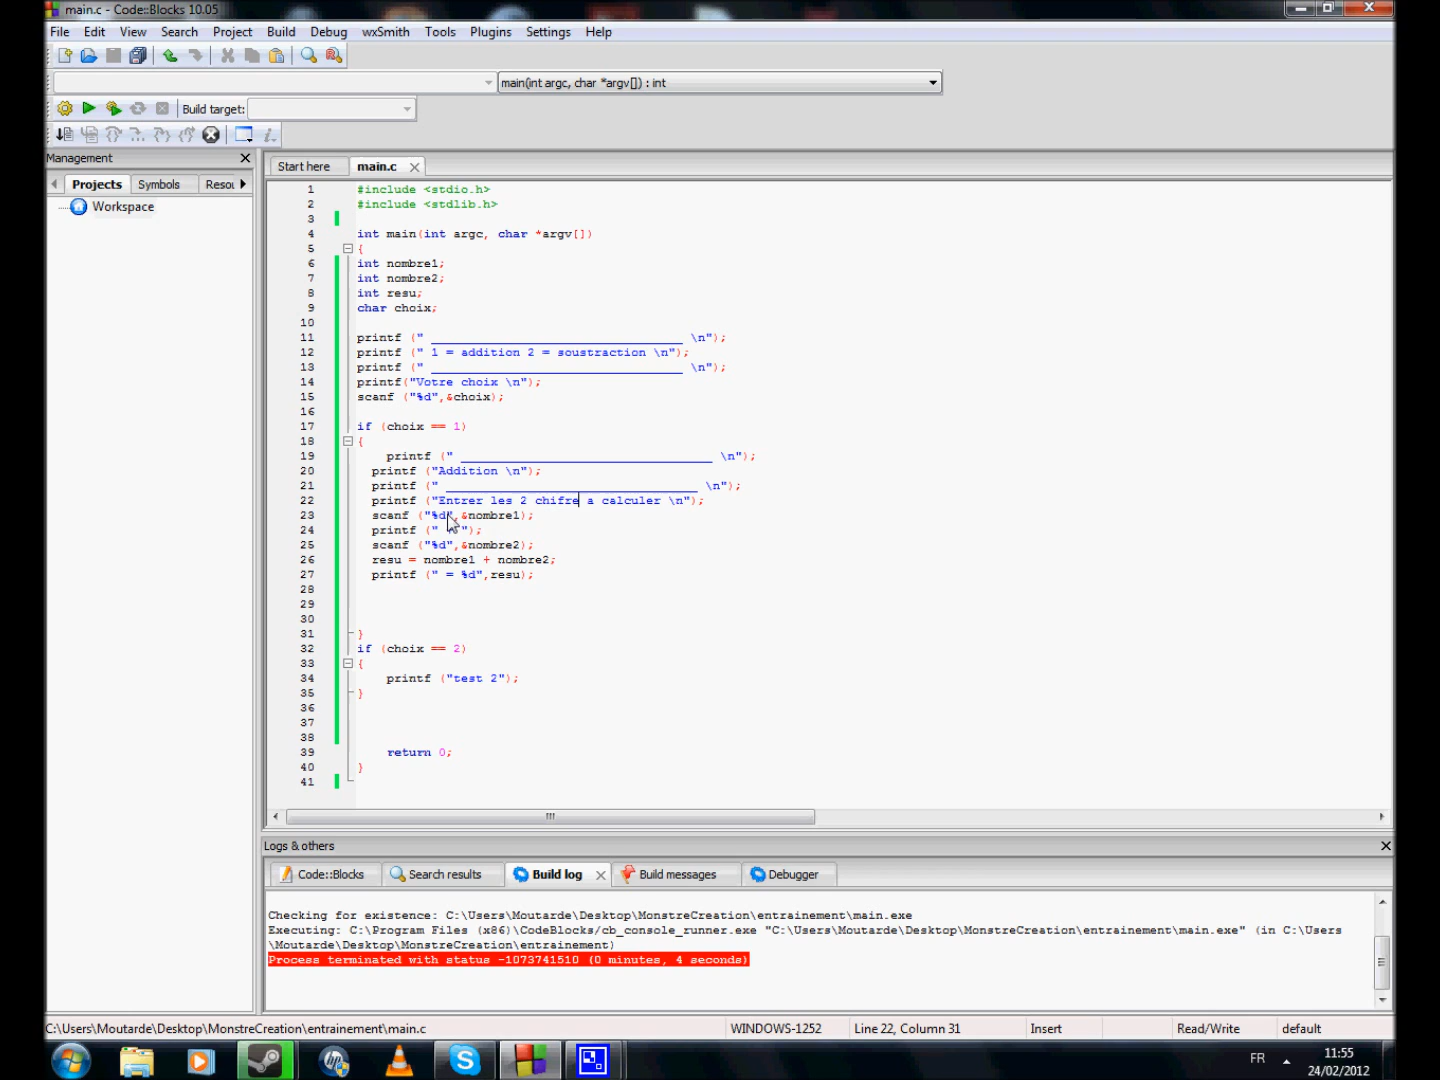 main.c - Code::Blocks 10.05
File Edit View Search Project Build Debug wxSmith Tools Plugins Settings Help
main(int argc, char *argv[]) : int
Build target:
Management
Projects Symbols Resou
Workspace
Start here main.c
1 #include <stdio.h>
2 #include <stdlib.h>
3
4 int main(int argc, char *argv[])
5 {
6 int nombre1;
7 int nombre2;
8 int resu;
9 char choix;
10
11 printf (" __________________________________ \n");
12 printf (" 1 = addition 2 = soustraction \n");
13 printf (" __________________________________ \n");
14 printf("Votre choix \n");
15 scanf ("%d",&choix);
16
17 if (choix == 1)
18 {
19 printf (" __________________________________ \n");
20 printf ("Addition \n");
21 printf (" __________________________________ \n");
22 printf ("Entrer les 2 chifre a calculer \n");
23 scanf ("%d",&nombre1);
24 printf (" ");
25 scanf ("%d",&nombre2);
26 resu = nombre1 + nombre2;
27 printf (" = %d",resu);
28
29
30
31 }
32 if (choix == 2)
33 {
34 printf ("test 2");
35 }
36
37
38
39 return 0;
40 }
41
Logs & others
Code::Blocks Search results Build log Build messages Debugger
Checking for existence: C:\Users\Moutarde\Desktop\MonstreCreation\entrainement\main.exe
Executing: C:\Program Files (x86)\CodeBlocks/cb_console_runner.exe "C:\Users\Moutarde\Desktop\MonstreCreation\entrainement\main.exe" (in C:\Users
\Moutarde\Desktop\MonstreCreation\entrainement)
Process terminated with status -1073741510 (0 minutes, 4 seconds)
C:\Users\Moutarde\Desktop\MonstreCreation\entrainement\main.c WINDOWS-1252 Line 22, Column 31 Insert Read/Write default
FR 11:55
24/02/2012